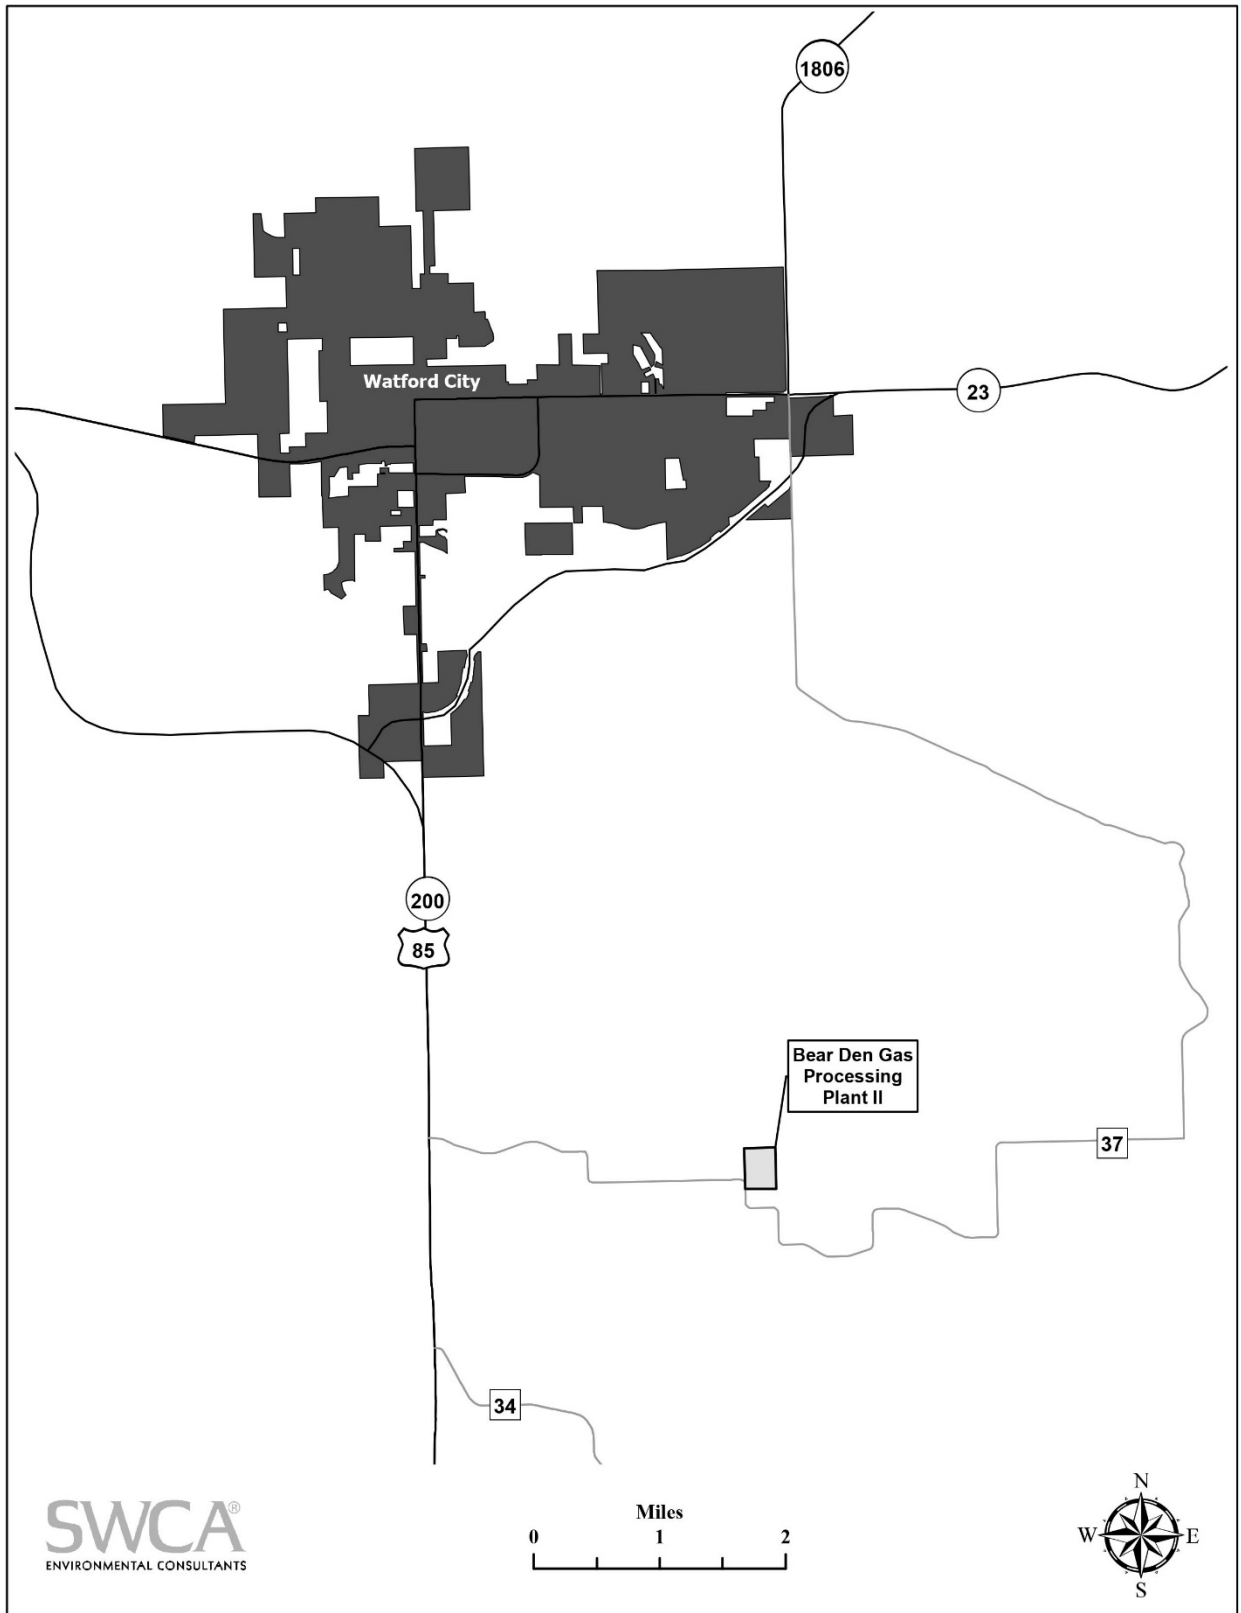 1806
Watford City
23
200
85
Bear Den Gas
Processing
Plant II
37
34
SWCA®
ENVIRONMENTAL CONSULTANTS
Miles
0 1 2
N
W E
S